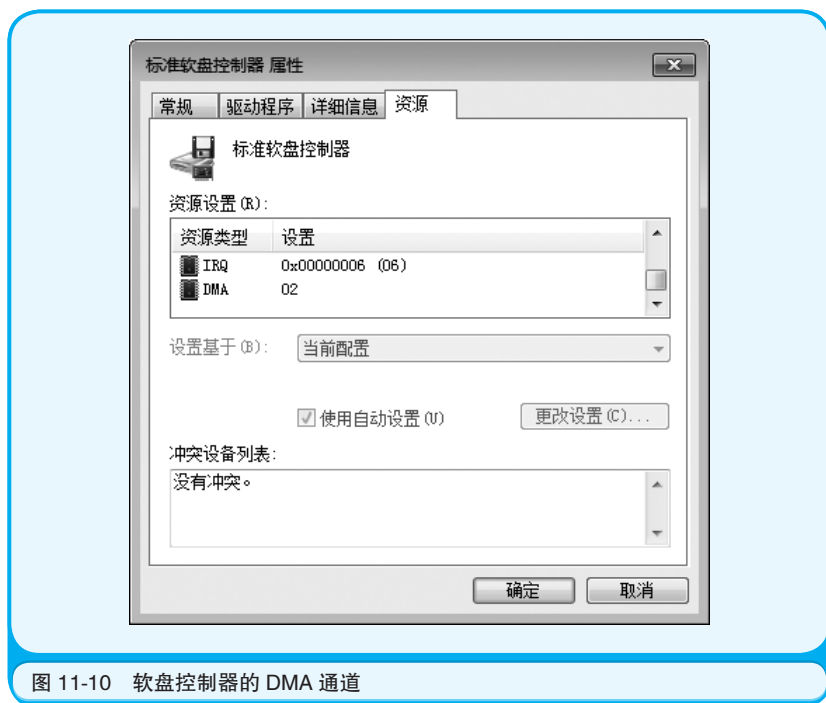 标准软盘控制器 属性
常规 驱动程序 详细信息 资源
标准软盘控制器
资源设置(R):
资源类型 设置
IRQ 0x00000006 (06)
DMA 02
设置基于(B): 当前配置
使用自动设置(U) 更改设置(C)...
冲突设备列表:
没有冲突。
确定 取消
图 11-10 软盘控制器的 DMA 通道